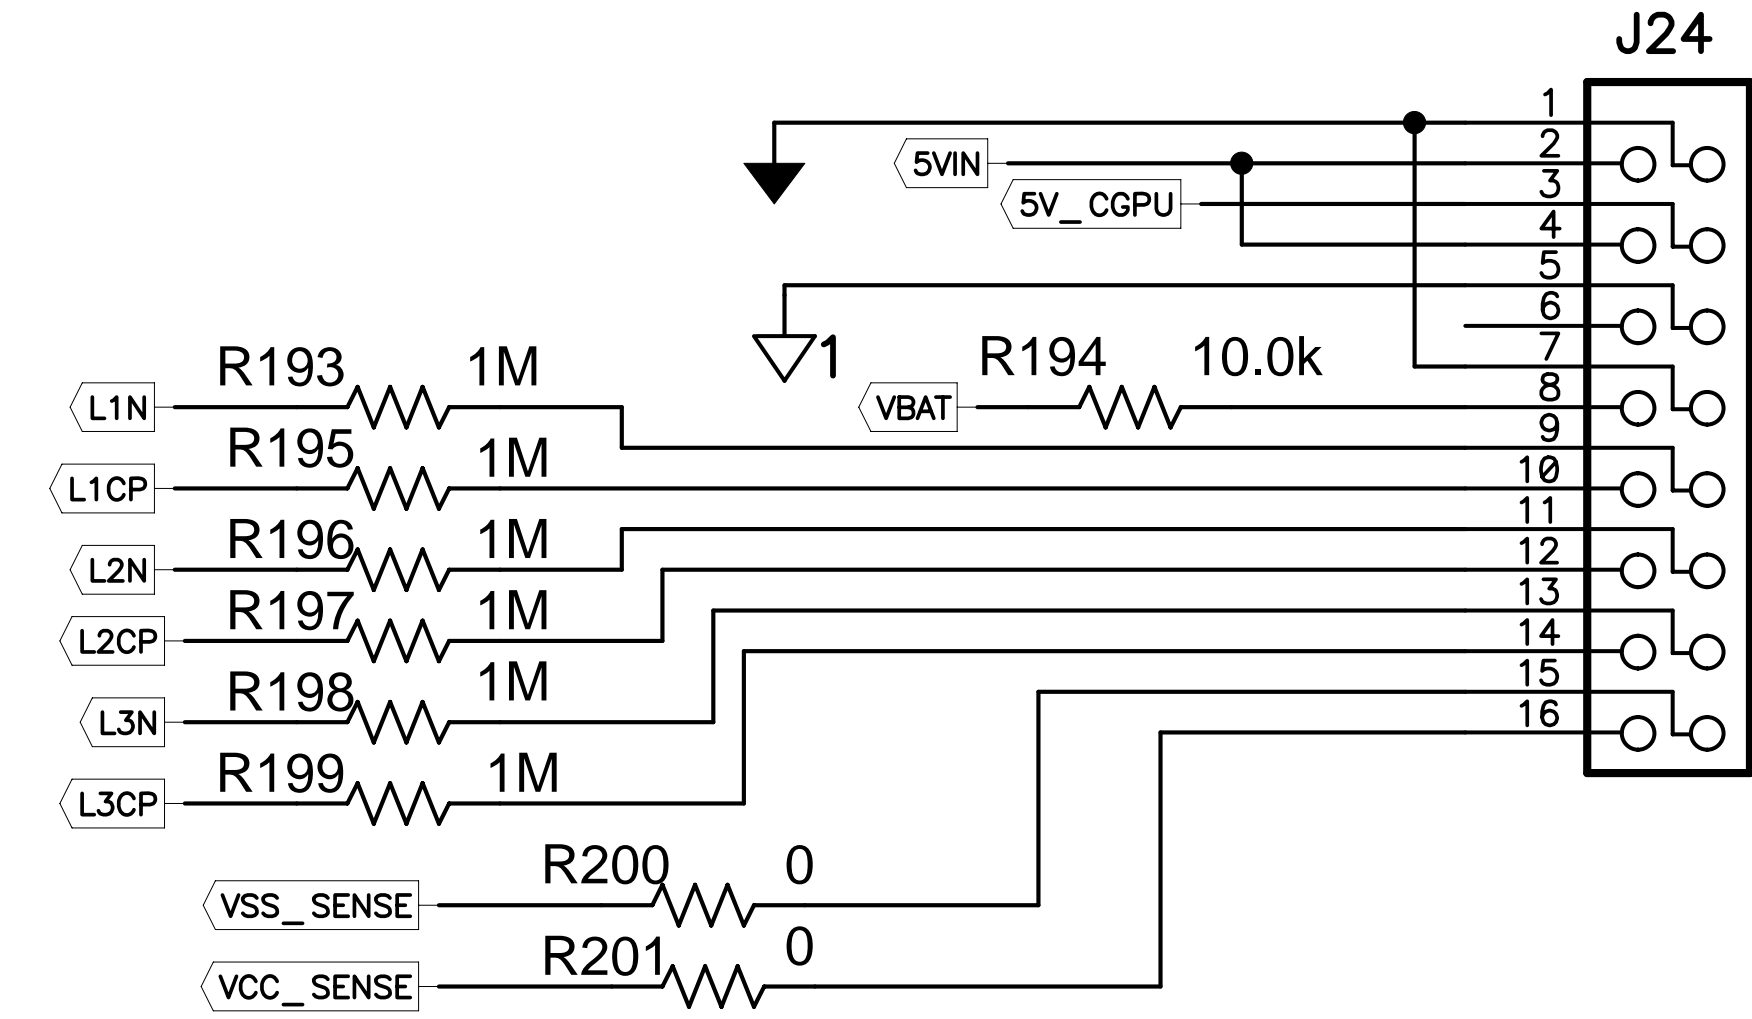 J24
1
2
5VIN
3
5V_CGPU
4
5
6
1
7
R194 10.0k
8
VBAT
R193 1M
L1N
9
R195 1M
10
L1CP
11
R196 1M
12
L2N
13
R197 1M
14
L2CP
15
R198 1M
16
L3N
R199 1M
L3CP
R200 0
VSS_SENSE
R201 0
VCC_SENSE